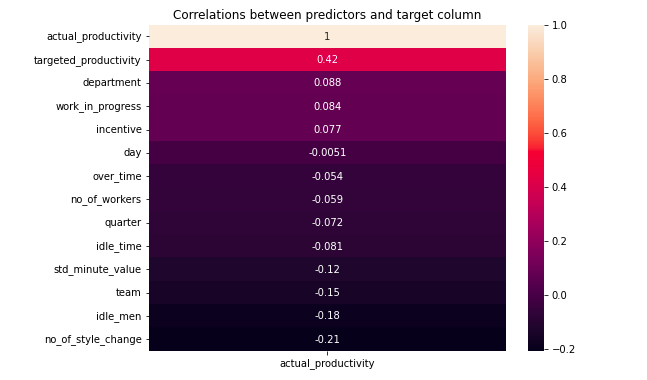 Correlations between predictors and target column
actual_productivity 1
targeted_productivity 0.42
department 0.088
work_in_progress 0.084
incentive 0.077
day -0.0051
over_time -0.054
no_of_workers -0.059
quarter -0.072
idle_time -0.081
std_minute_value -0.12
team -0.15
idle_men -0.18
no_of_style_change -0.21
actual_productivity
1.0
0.8
0.6
0.4
0.2
0.0
−0.2